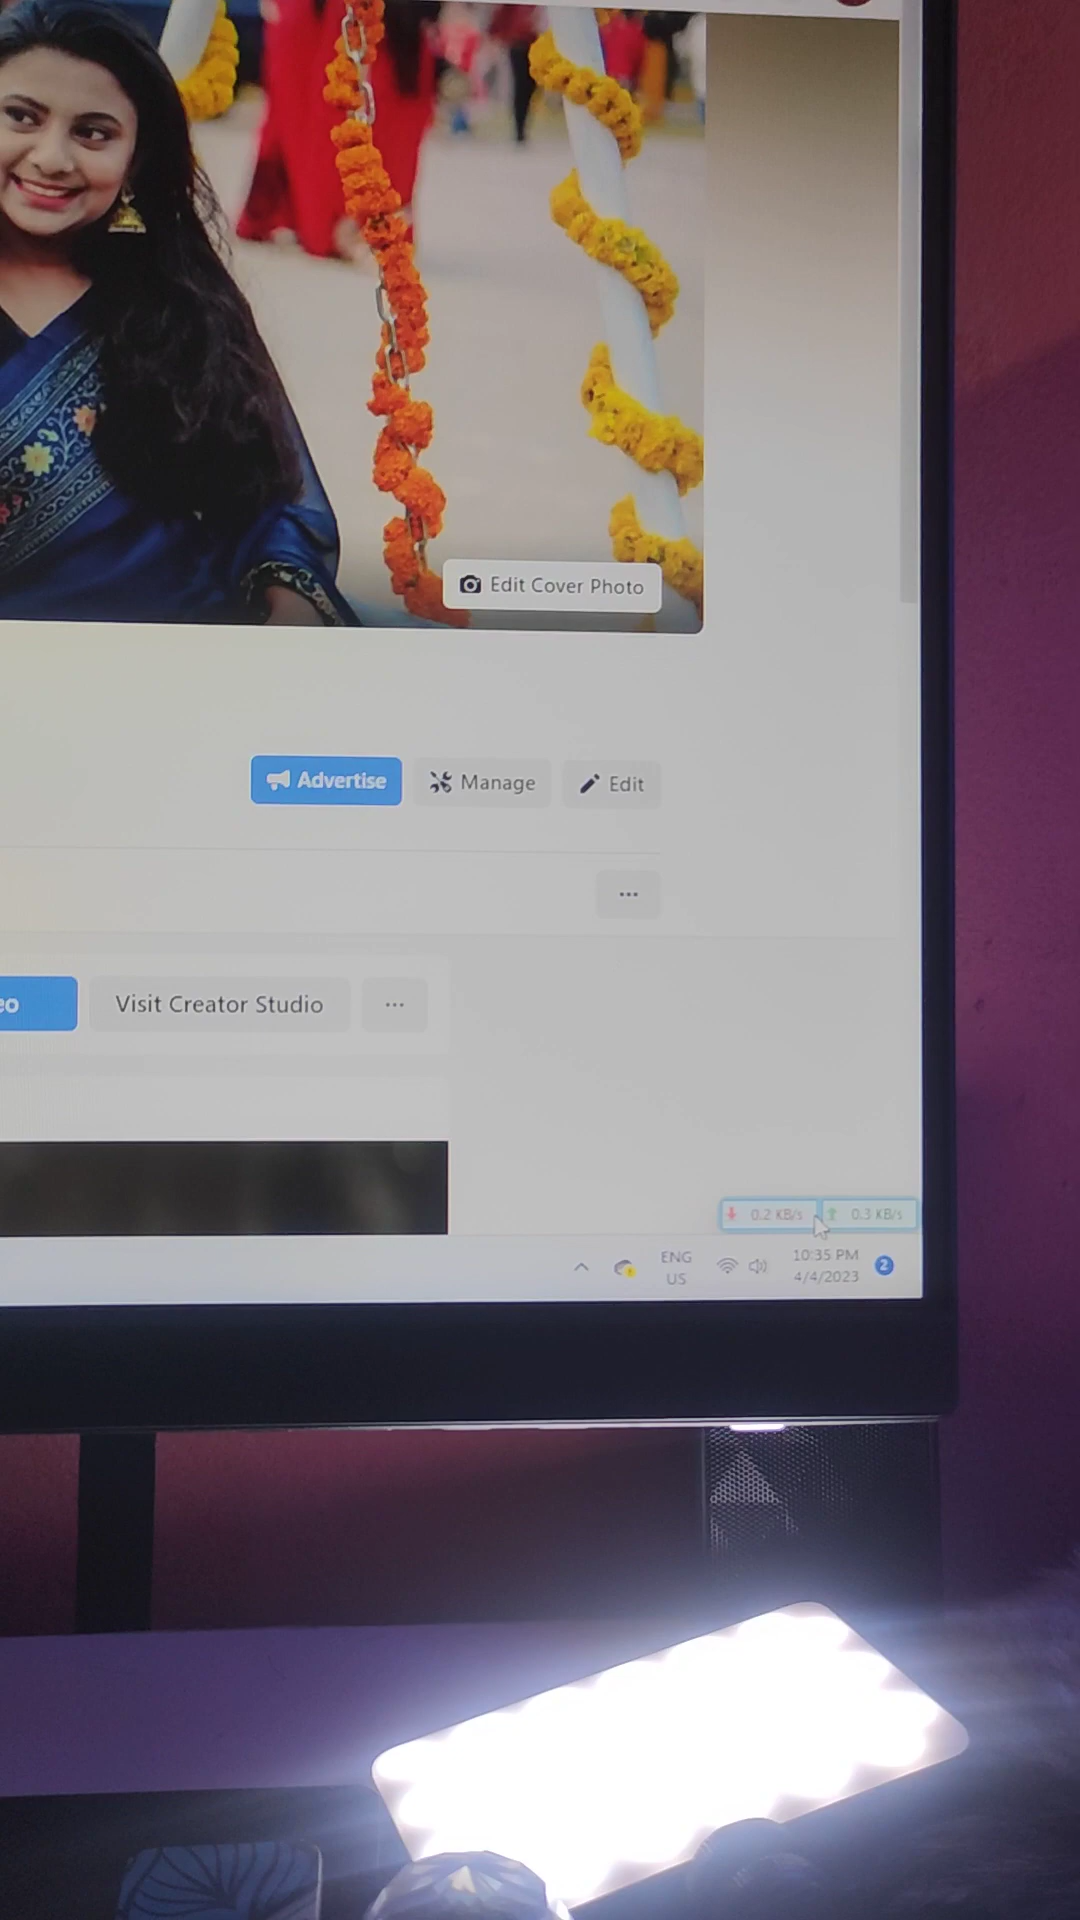 Edit Cover Photo
Advertise
Manage
Edit
eo
Visit Creator Studio
0.2 KB/s
0.3 KB/s
ENG
US
10:35 PM
4/4/2023
2